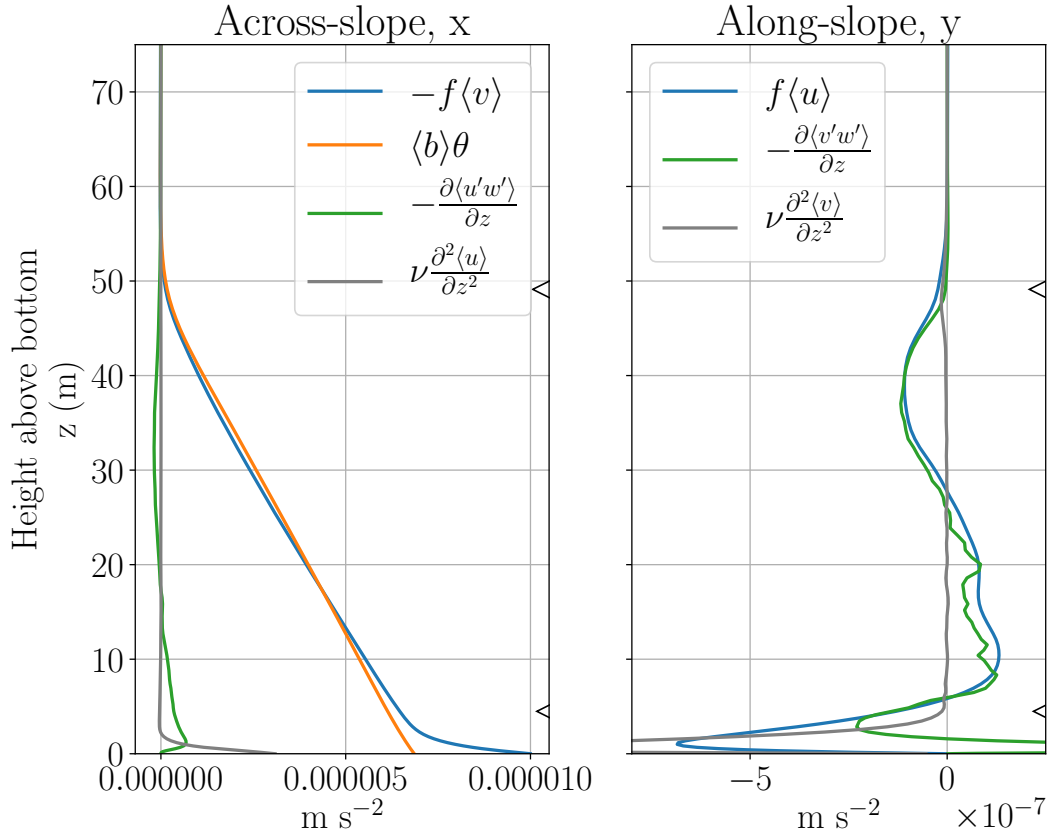 Across-slope, x
Along-slope, y
Height above bottom
z (m)
70
60
50
40
30
20
10
0
−f⟨v⟩
⟨b⟩θ
−∂⟨u′w′⟩/∂z
ν∂²⟨u⟩/∂z²
f⟨u⟩
−∂⟨v′w′⟩/∂z
ν∂²⟨v⟩/∂z²
<
<
0.000000 0.000005 0.000010
m s⁻²
−5 0
×10⁻⁷
m s⁻²